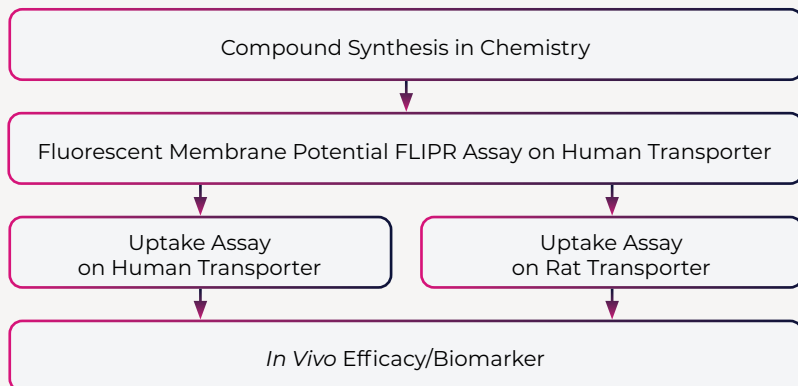 Compound Synthesis in Chemistry
Fluorescent Membrane Potential FLIPR Assay on Human Transporter
Uptake Assay
on Human Transporter
Uptake Assay
on Rat Transporter
In Vivo Efficacy/Biomarker